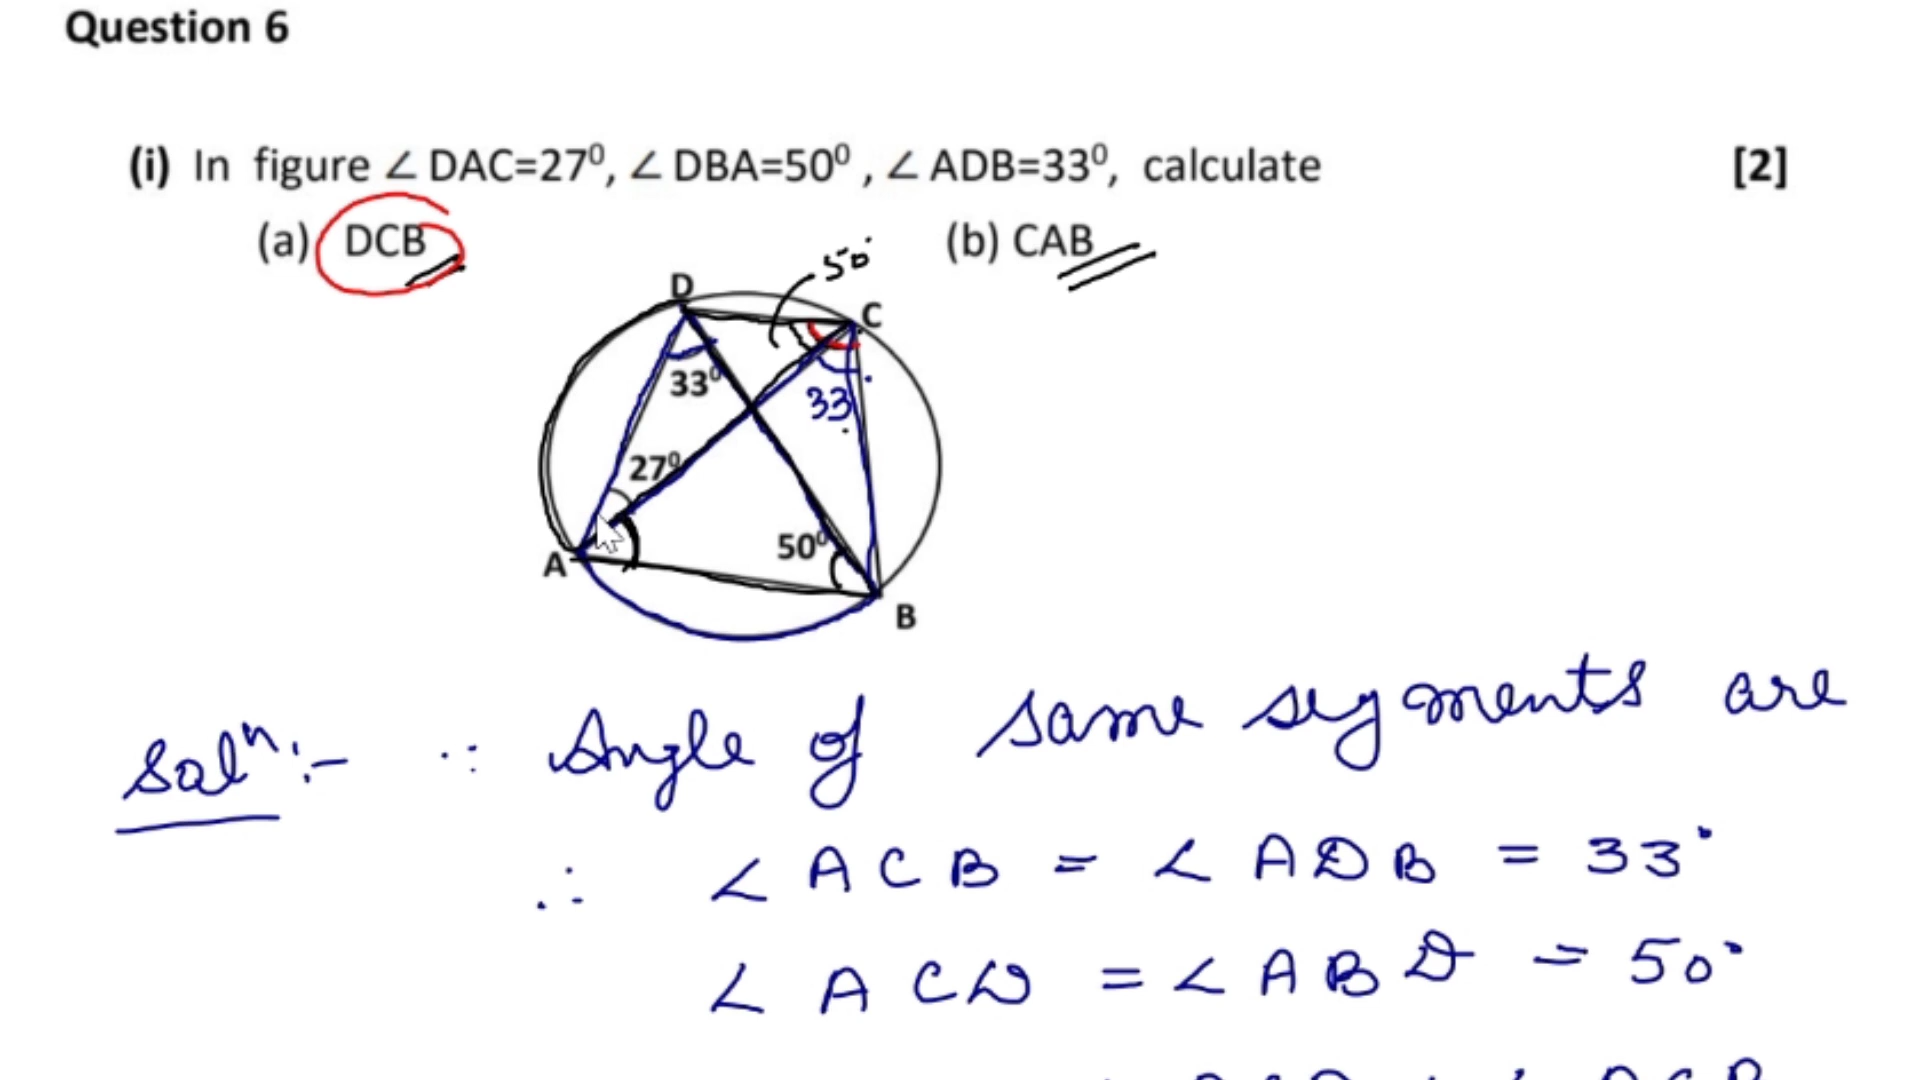 Question 6
(i) In figure ∠ DAC=27⁰, ∠ DBA=50⁰ , ∠ ADB=33⁰, calculate [2]
(a) DCB (b) CAB
50°
D
C
33⁰
33
27⁰
50⁰
A
B
Solⁿ:- ∵ Angle of same segments are
∴ ∠ ACB = ∠ ADB = 33°
∠ ACD = ∠ ABD = 50°